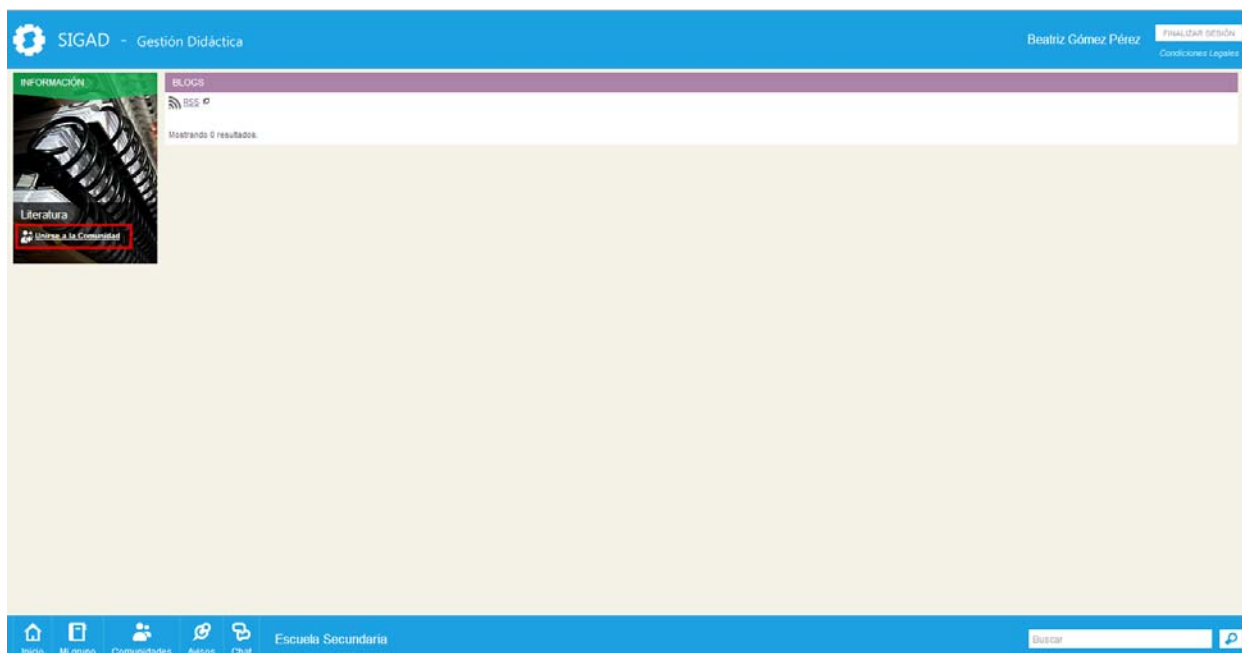 SIGAD - Gestión Didáctica
Beatriz Gómez Pérez
FINALIZAR SESIÓN
Condiciones Legales
INFORMACIÓN
BLOGS
RSS
Mostrando 0 resultados.
Literatura
Unirse a la Comunidad
Inicio
Mi grupo
Comunidades
Avisos
Chat
Escuela Secundaria
Buscar